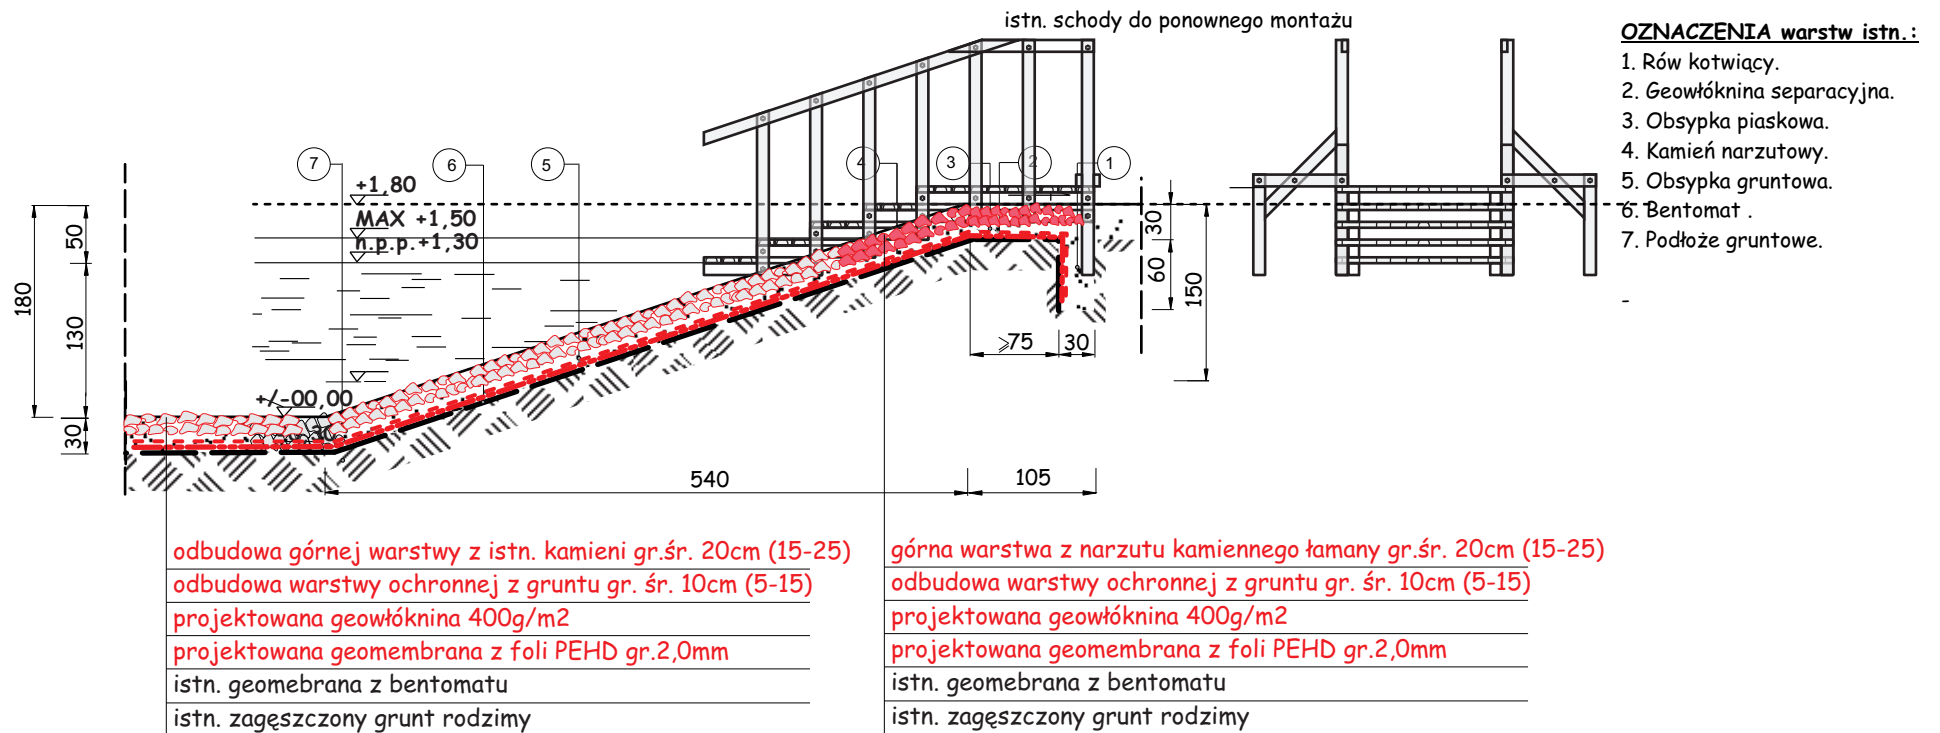 istn. schody do ponownego montażu
OZNACZENIA warstw istn.:
1. Rów kotwiący.
2. Geowłóknina separacyjna.
3. Obsypka piaskowa.
4. Kamień narzutowy.
5. Obsypka gruntowa.
6. Bentomat .
7. Podłoże gruntowe.
-
7
6
5
4
3
2
1
+1,80
MAX +1,50
n.p.p.+1,30
+/-00,00
180
50
130
30
30
30
60
150
⩾75
30
540
105
odbudowa górnej warstwy z istn. kamieni gr.śr. 20cm (15-25)
odbudowa warstwy ochronnej z gruntu gr. śr. 10cm (5-15)
projektowana geowłóknina 400g/m2
projektowana geomembrana z foli PEHD gr.2,0mm
istn. geomebrana z bentomatu
istn. zagęszczony grunt rodzimy
górna warstwa z narzutu kamiennego łamany gr.śr. 20cm (15-25)
odbudowa warstwy ochronnej z gruntu gr. śr. 10cm (5-15)
projektowana geowłóknina 400g/m2
projektowana geomembrana z foli PEHD gr.2,0mm
istn. geomebrana z bentomatu
istn. zagęszczony grunt rodzimy